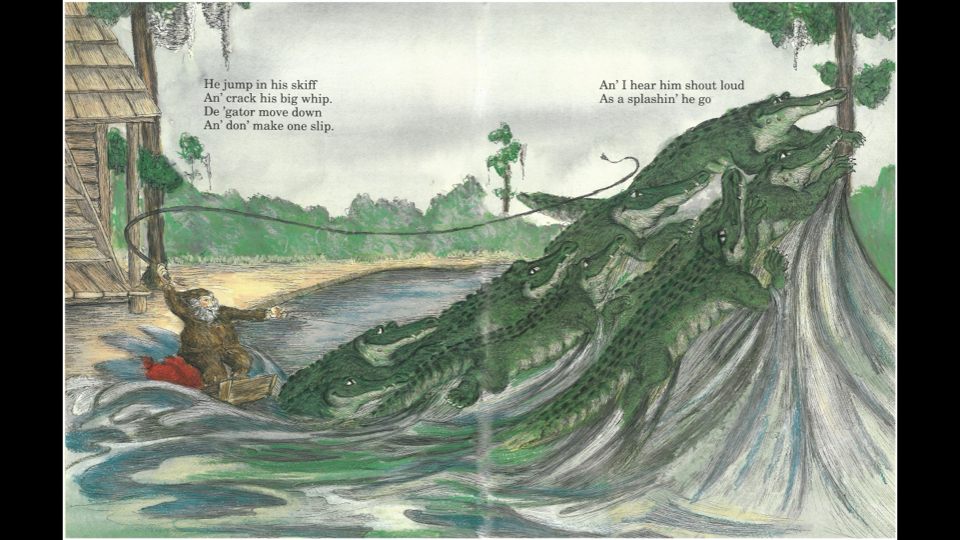 He jump in his skiff
An' crack his big whip.
De 'gator move down
An' don' make one slip.
An' I hear him shout loud
As a splashin' he go